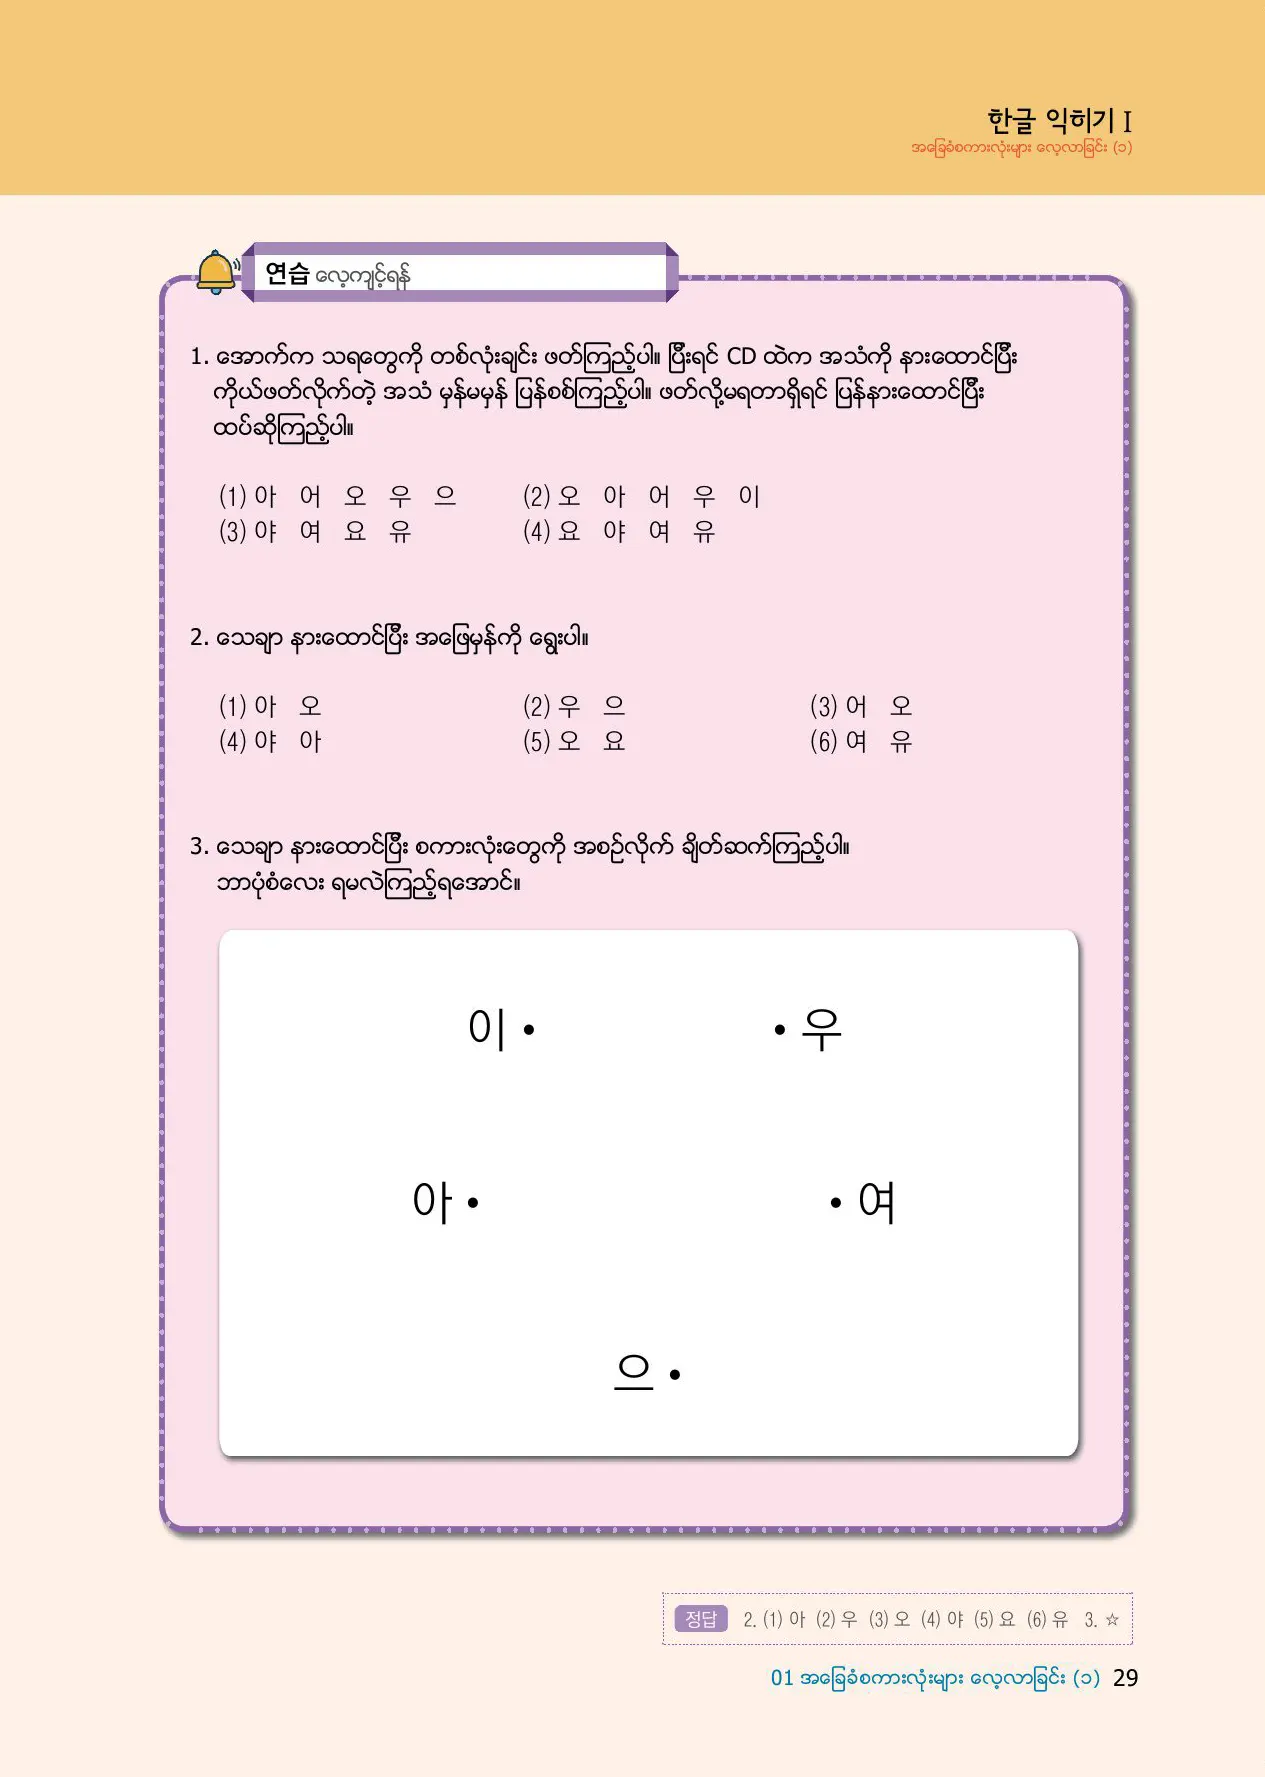 한글 익히기 I
အခြေခံစကားလုံးများ လေ့လာခြင်း (၁)
연습 လေ့ကျင့်ရန်
1. အောက်က သရတွေကို တစ်လုံးချင်း ဖတ်ကြည့်ပါ။ ပြီးရင် CD ထဲက အသံကို နားထောင်ပြီး
ကိုယ်ဖတ်လိုက်တဲ့ အသံ မှန်မမှန် ပြန်စစ်ကြည့်ပါ။ ဖတ်လို့မရတာရှိရင် ပြန်နားထောင်ပြီး
ထပ်ဆိုကြည့်ပါ။
(1) 아 어 오 우 으 (2) 오 아 어 우 이
(3) 야 여 요 유 (4) 요 야 여 유
2. သေချာ နားထောင်ပြီး အဖြေမှန်ကို ရွေးပါ။
(1) 아 오 (2) 우 으 (3) 어 오
(4) 야 아 (5) 오 요 (6) 여 유
3. သေချာ နားထောင်ပြီး စကားလုံးတွေကို အစဉ်လိုက် ချိတ်ဆက်ကြည့်ပါ။
ဘာပုံစံလေး ရမလဲကြည့်ရအောင်။
이 • • 우
아 • • 여
으 •
정답 2. (1) 아 (2) 우 (3) 오 (4) 야 (5) 요 (6) 유 3. ☆
01 အခြေခံစကားလုံးများ လေ့လာခြင်း (၁) 29